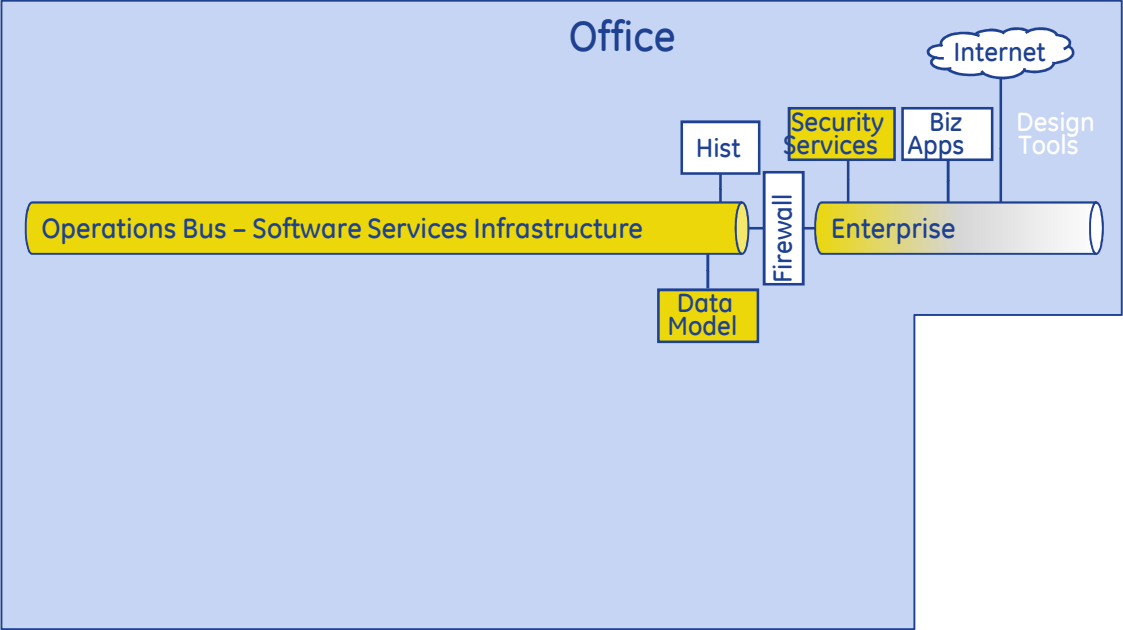 Office
Internet
Security
Services
Biz
Apps
Design
Tools
Hist
Firewall
Operations Bus – Software Services Infrastructure
Enterprise
Data
Model